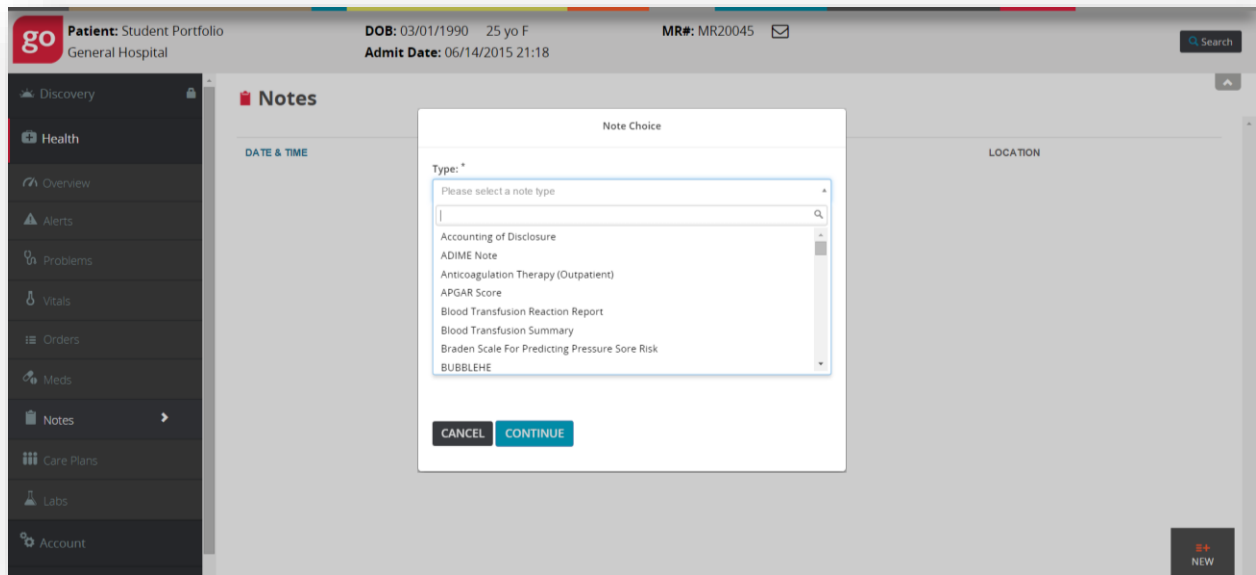 go
Patient: Student Portfolio
General Hospital
DOB: 03/01/1990 25 yo F
Admit Date: 06/14/2015 21:18
MR#: MR20045
Search
Discovery
Health
Overview
Alerts
Problems
Vitals
Orders
Meds
Notes
Care Plans
Labs
Account
Notes
DATE & TIME
LOCATION
Note Choice
Type: *
Please select a note type
Accounting of Disclosure
ADIME Note
Anticoagulation Therapy (Outpatient)
APGAR Score
Blood Transfusion Reaction Report
Blood Transfusion Summary
Braden Scale For Predicting Pressure Sore Risk
BUBBLEHE
CANCEL
CONTINUE
NEW